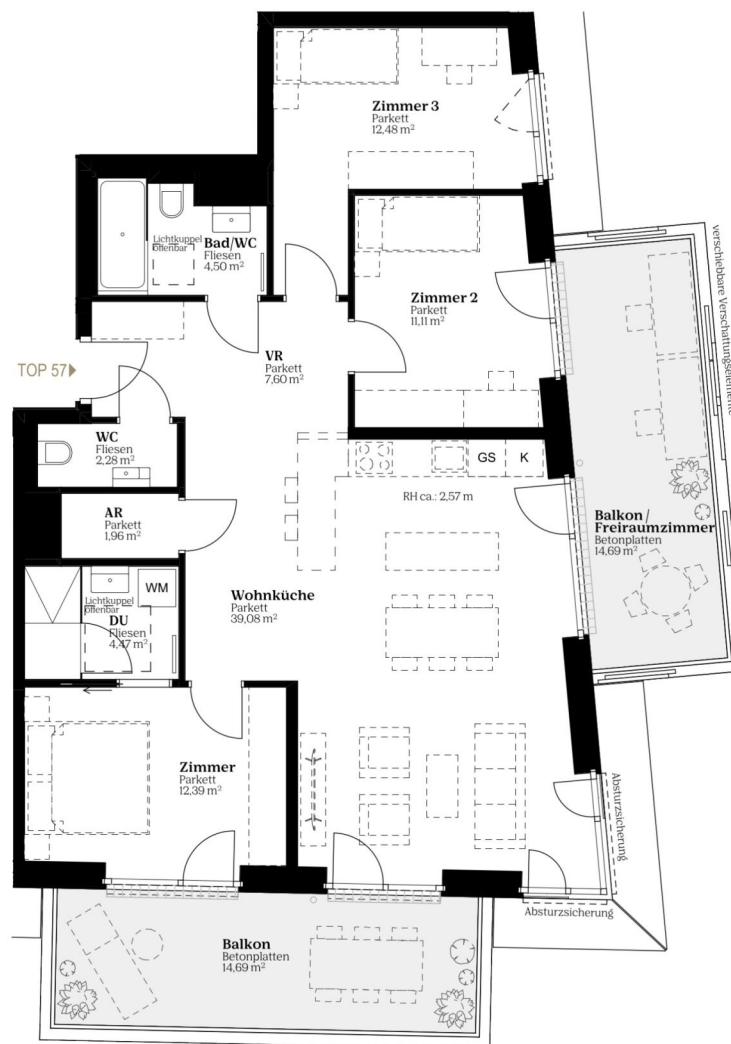 Zimmer 3
Parkett
12,48 m²
Lichtkuppel
offenbar
Bad/WC
Fliesen
4,50 m²
Zimmer 2
Parkett
11,11 m²
verschiebbare Verschattungselemente
VR
Parkett
7,60 m²
TOP 57
WC
Fliesen
2,28 m²
GS
K
RH ca.: 2,57 m
AR
Parkett
1,96 m²
Balkon/
Freiraumzimmer
Betonplatten
14,69 m²
WM
Lichtkuppel
offenbar
DU
Fliesen
4,47 m²
Wohnküche
Parkett
39,08 m²
Zimmer
Parkett
12,39 m²
Absturzsicherung
Absturzsicherung
Balkon
Betonplatten
14,69 m²